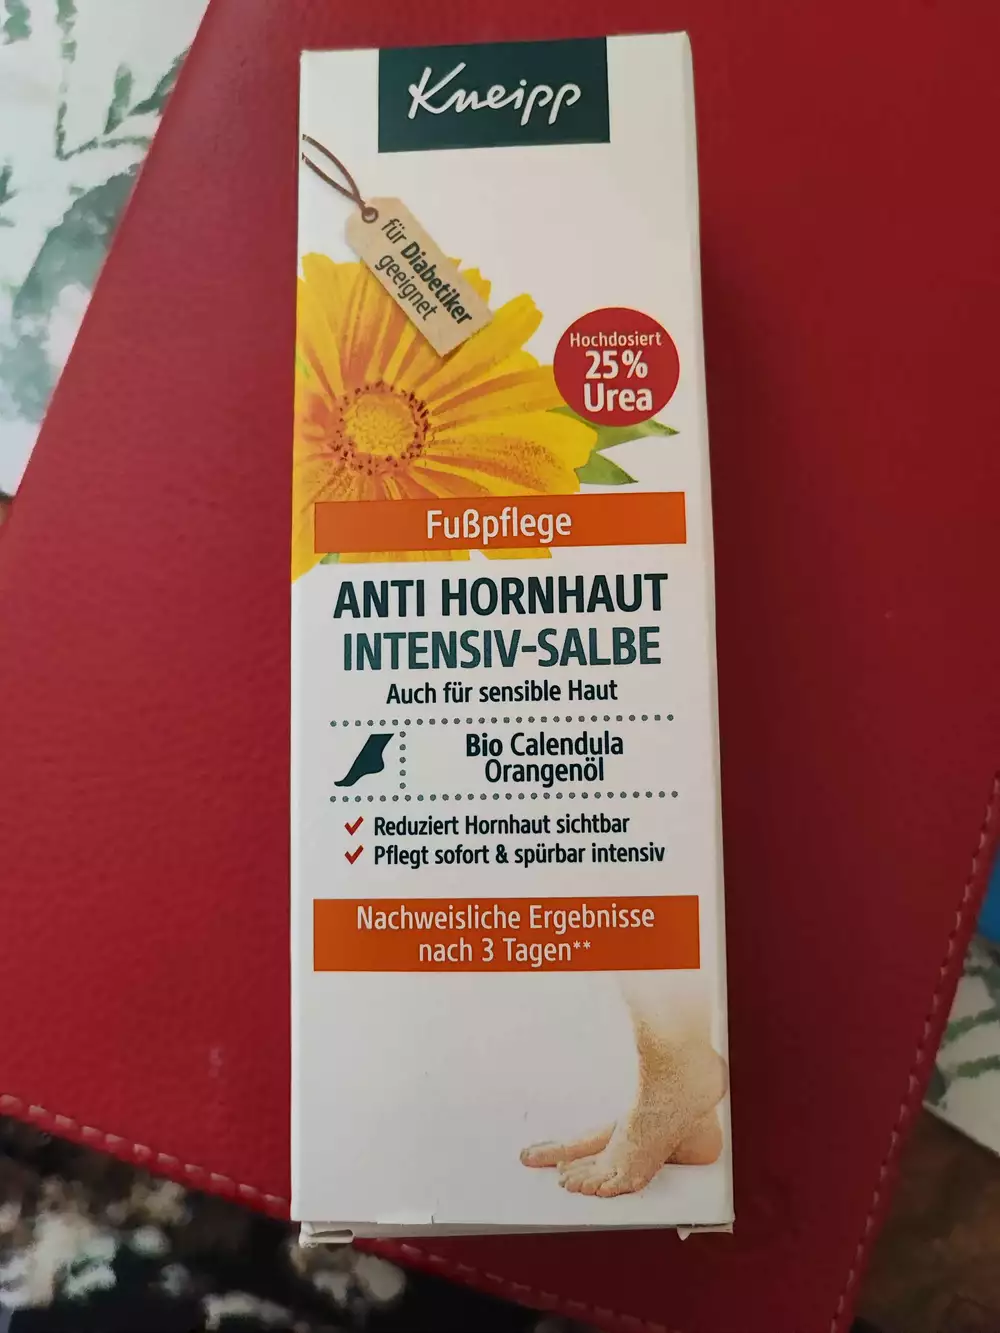 Kneipp
für Diabetiker
geeignet
Hochdosiert
25%
Urea
Fußpflege
ANTI HORNHAUT
INTENSIV-SALBE
Auch für sensible Haut
Bio Calendula
Orangenöl
Reduziert Hornhaut sichtbar
Pflegt sofort & spürbar intensiv
Nachweisliche Ergebnisse
nach 3 Tagen**